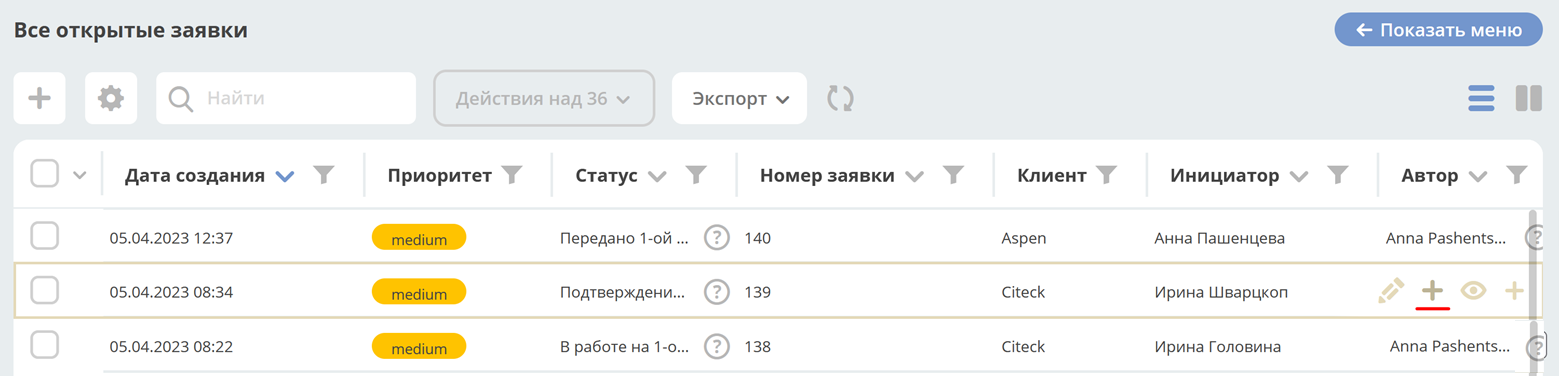 Все открытые заявки
← Показать меню
Найти
Действия над 36
Экспорт
Дата создания Приоритет Статус Номер заявки Клиент Инициатор Автор
05.04.2023 12:37 medium Передано 1-ой ... ? 140 Aspen Анна Пашенцева Anna Pashents... ?
05.04.2023 08:34 medium Подтверждени... ? 139 Citeck Ирина Шварцкоп
05.04.2023 08:22 medium В работе на 1-о... ? 138 Citeck Ирина Головина Anna Pashents... ?